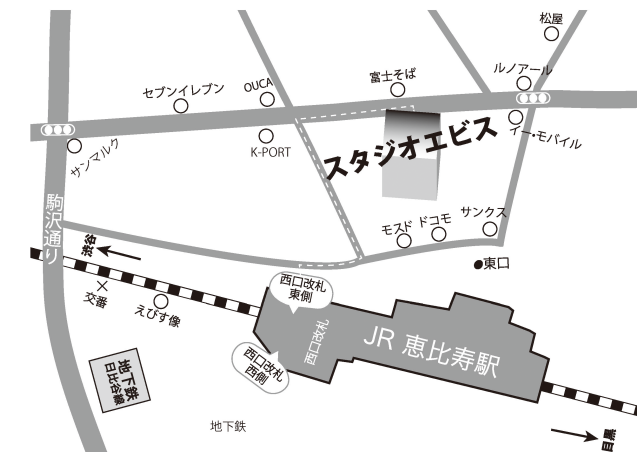 松屋
ルノアール
富士そば
セブンイレブン
OUCA
イー・モバイル
サンマルク
K-PORT
スタジオエビス
駒沢通り
渋谷
モスド
ドコモ
サンクス
東口
交番
えびす像
西口改札
東側
西口改札
JR 恵比寿駅
西口改札
西側
地下鉄
日比谷線
地下鉄
目黒